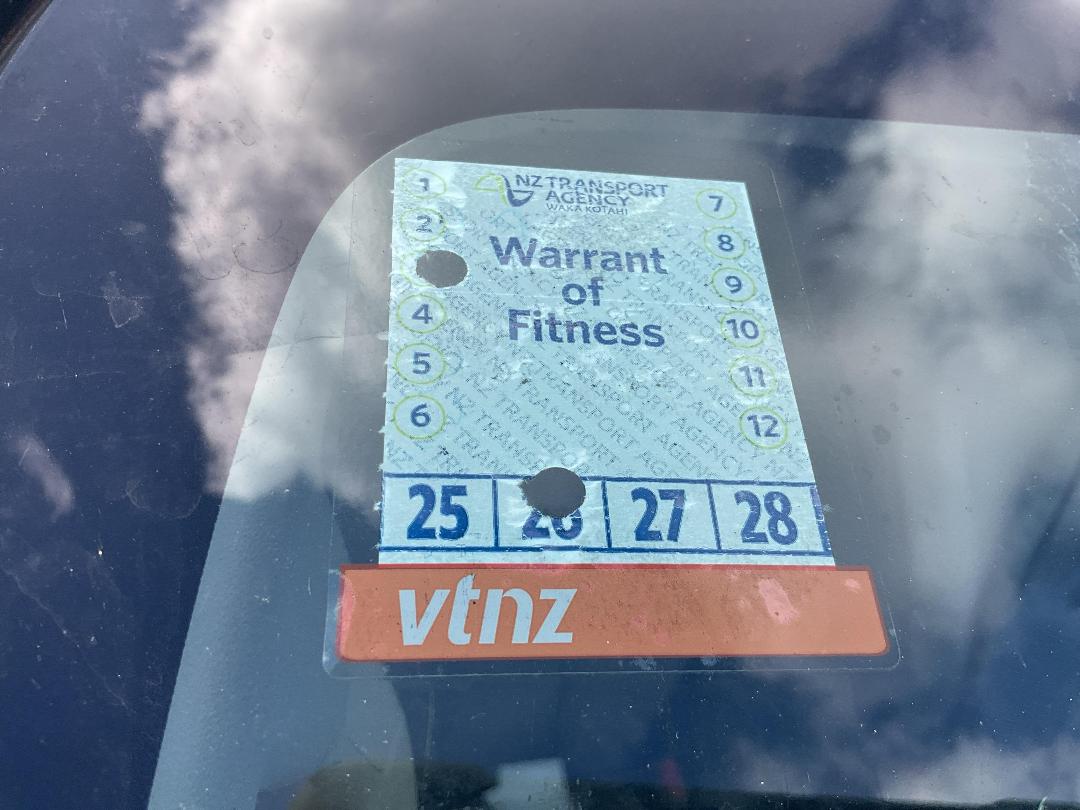 NZ TRANSPORT
AGENCY
WAKA KOTAHI
Warrant
of
Fitness
1
2
4
5
6
7
8
9
10
11
12
25 26 27 28
vtnz